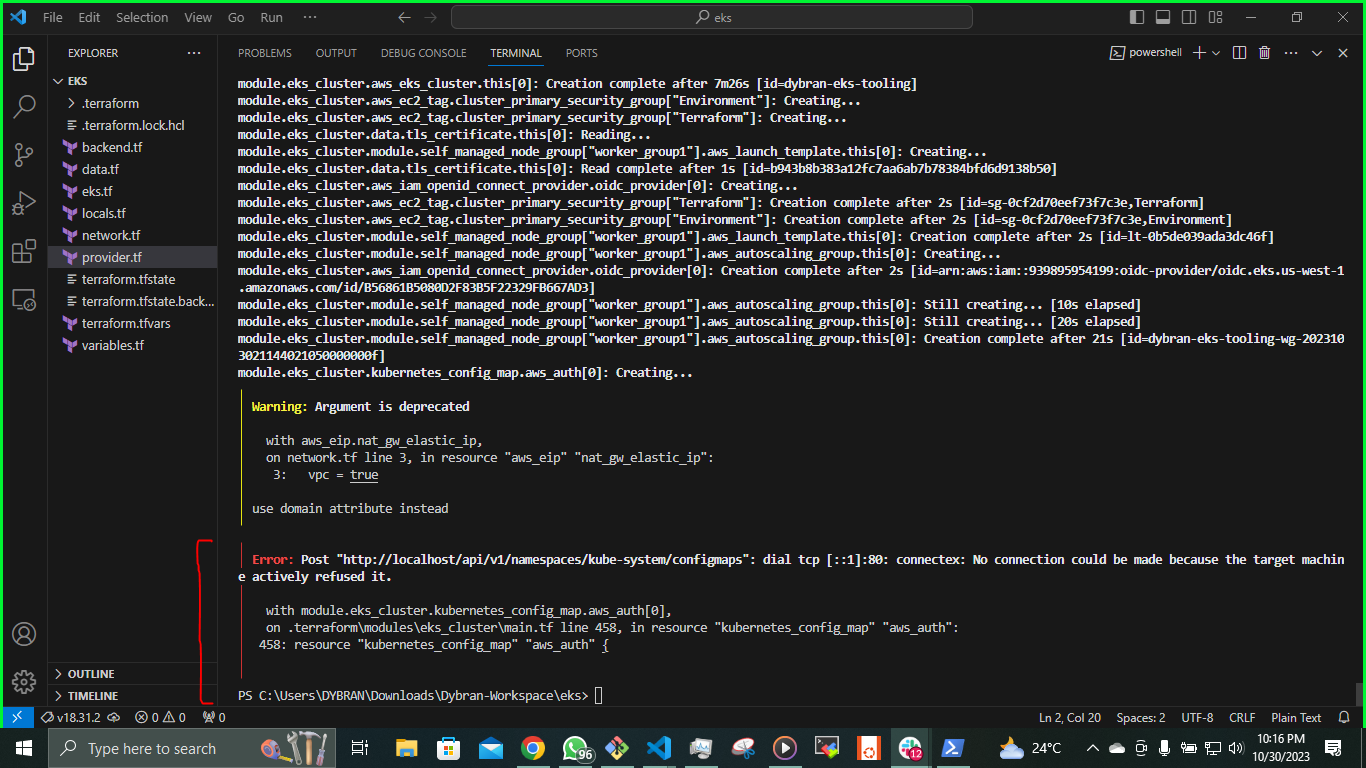 File Edit Selection View Go Run ···
eks
EXPLORER ···
EKS
.terraform
.terraform.lock.hcl
backend.tf
data.tf
eks.tf
locals.tf
network.tf
provider.tf
terraform.tfstate
terraform.tfstate.back...
terraform.tfvars
variables.tf
OUTLINE
TIMELINE
PROBLEMS OUTPUT DEBUG CONSOLE TERMINAL PORTS
powershell
module.eks_cluster.aws_eks_cluster.this[0]: Creation complete after 7m26s [id=dybran-eks-tooling]
module.eks_cluster.aws_ec2_tag.cluster_primary_security_group["Environment"]: Creating...
module.eks_cluster.aws_ec2_tag.cluster_primary_security_group["Terraform"]: Creating...
module.eks_cluster.data.tls_certificate.this[0]: Reading...
module.eks_cluster.module.self_managed_node_group["worker_group1"].aws_launch_template.this[0]: Creating...
module.eks_cluster.data.tls_certificate.this[0]: Read complete after 1s [id=b943b8b383a12fc7aa6ab7b78384bfd6d9138b50]
module.eks_cluster.aws_iam_openid_connect_provider.oidc_provider[0]: Creating...
module.eks_cluster.aws_ec2_tag.cluster_primary_security_group["Terraform"]: Creation complete after 2s [id=sg-0cf2d70eef73f7c3e,Terraform]
module.eks_cluster.aws_ec2_tag.cluster_primary_security_group["Environment"]: Creation complete after 2s [id=sg-0cf2d70eef73f7c3e,Environment]
module.eks_cluster.module.self_managed_node_group["worker_group1"].aws_launch_template.this[0]: Creation complete after 2s [id=lt-0b5de039ada3dc46f]
module.eks_cluster.module.self_managed_node_group["worker_group1"].aws_autoscaling_group.this[0]: Creating...
module.eks_cluster.aws_iam_openid_connect_provider.oidc_provider[0]: Creation complete after 2s [id=arn:aws:iam::939895954199:oidc-provider/oidc.eks.us-west-1
.amazonaws.com/id/B56861B5080D2F83B5F22329FB667AD3]
module.eks_cluster.module.self_managed_node_group["worker_group1"].aws_autoscaling_group.this[0]: Still creating... [10s elapsed]
module.eks_cluster.module.self_managed_node_group["worker_group1"].aws_autoscaling_group.this[0]: Still creating... [20s elapsed]
module.eks_cluster.module.self_managed_node_group["worker_group1"].aws_autoscaling_group.this[0]: Creation complete after 21s [id=dybran-eks-tooling-wg-202310
3021144021050000000f]
module.eks_cluster.kubernetes_config_map.aws_auth[0]: Creating...
Warning: Argument is deprecated
with aws_eip.nat_gw_elastic_ip,
on network.tf line 3, in resource "aws_eip" "nat_gw_elastic_ip":
3: vpc = true
use domain attribute instead
Error: Post "http://localhost/api/v1/namespaces/kube-system/configmaps": dial tcp [::1]:80: connectex: No connection could be made because the target machin
e actively refused it.
with module.eks_cluster.kubernetes_config_map.aws_auth[0],
on .terraform\modules\eks_cluster\main.tf line 458, in resource "kubernetes_config_map" "aws_auth":
458: resource "kubernetes_config_map" "aws_auth" {
PS C:\Users\DYBRAN\Downloads\Dybran-Workspace\eks>
v18.31.2 0 0 0 Ln 2, Col 20 Spaces: 2 UTF-8 CRLF Plain Text
Type here to search 96 12 24°C 10:16 PM
10/30/2023